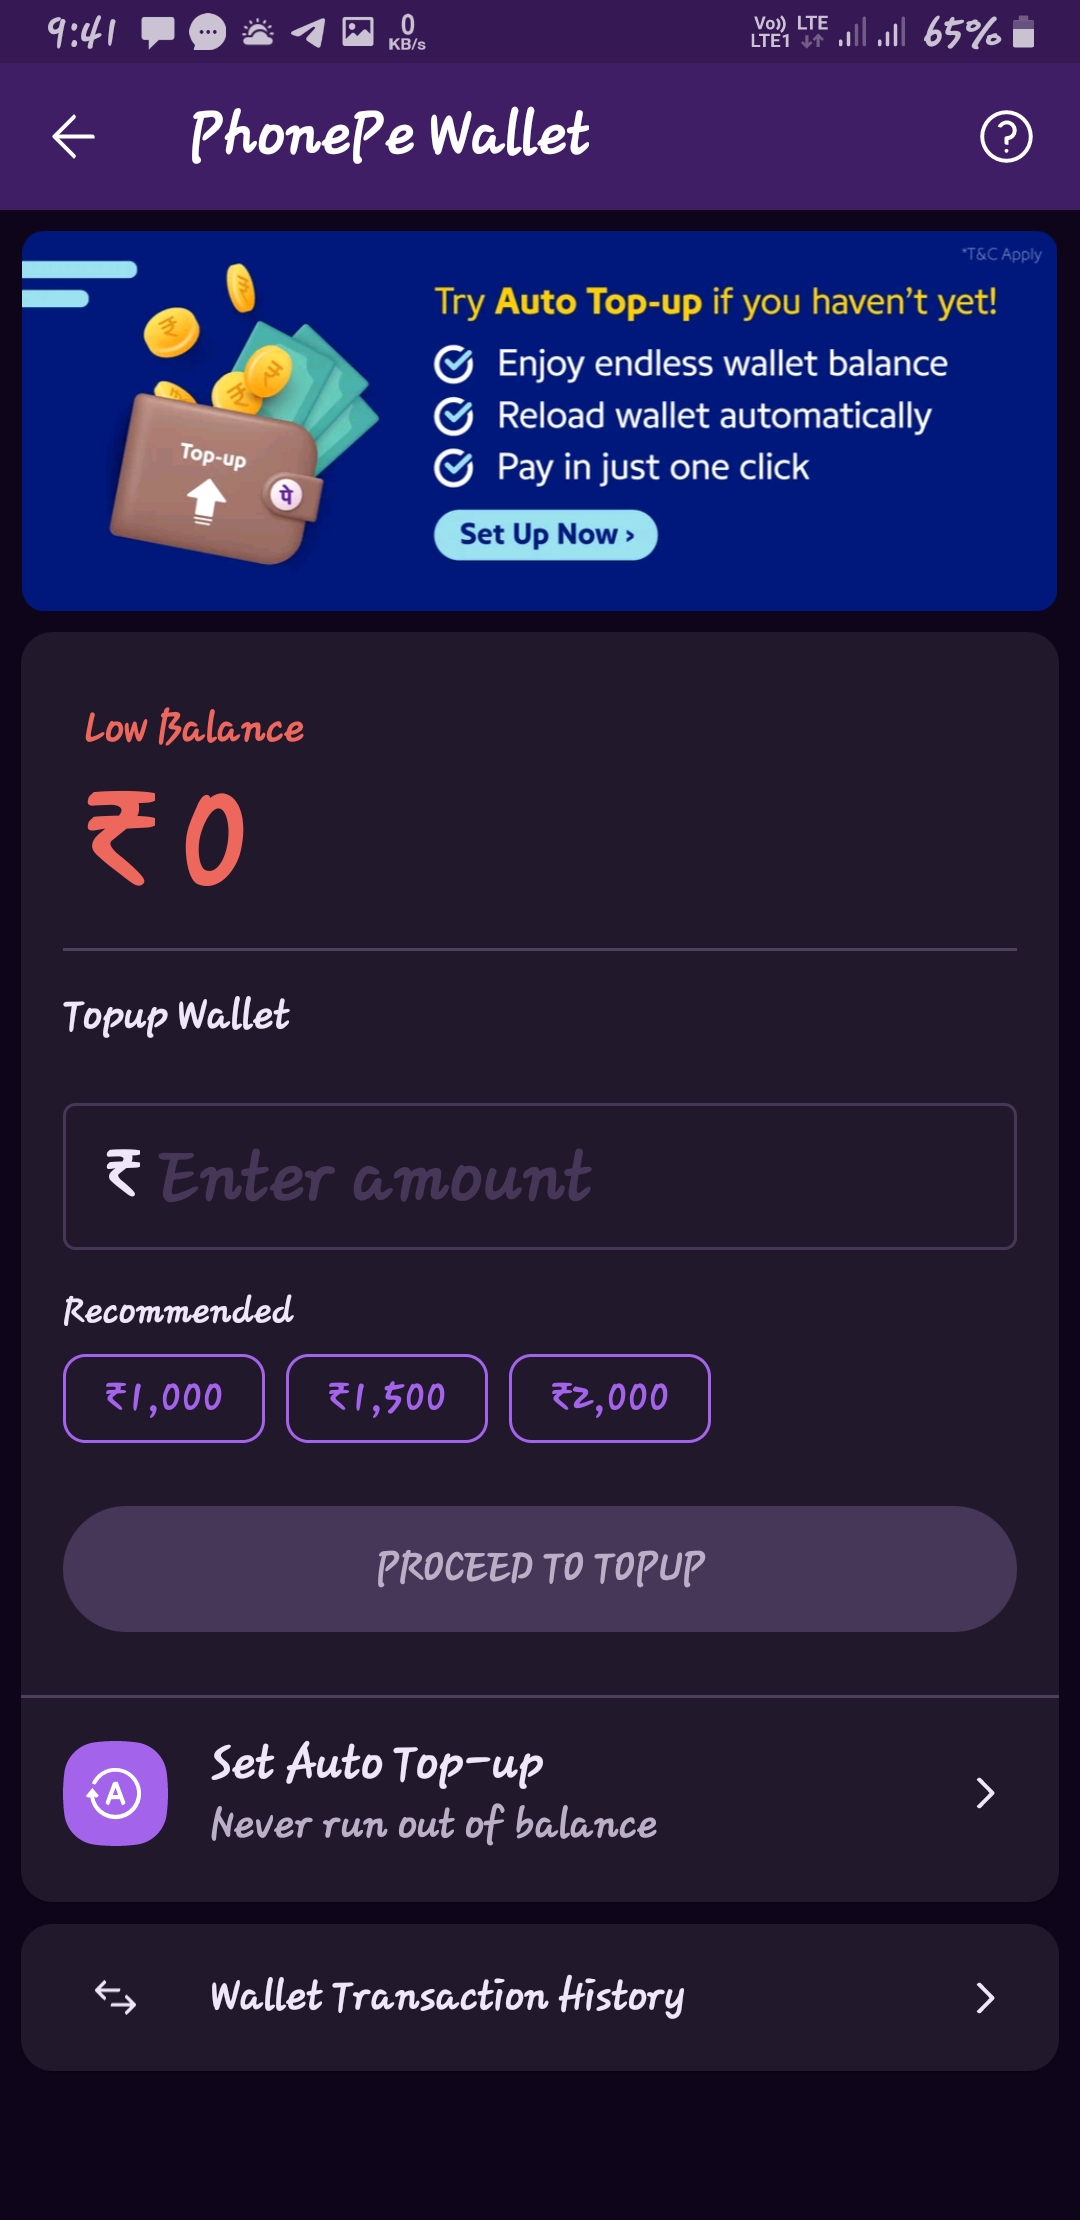 9:41
0
KB/s
Vo)) LTE
LTE1
65%
PhonePe Wallet
*T&C Apply
Try Auto Top-up if you haven't yet!
Enjoy endless wallet balance
Reload wallet automatically
Pay in just one click
Set Up Now ›
Top-up
पे
Low Balance
₹ 0
Topup Wallet
₹ Enter amount
Recommended
₹1,000 ₹1,500 ₹2,000
PROCEED TO TOPUP
A
Set Auto Top-up
Never run out of balance
Wallet Transaction History